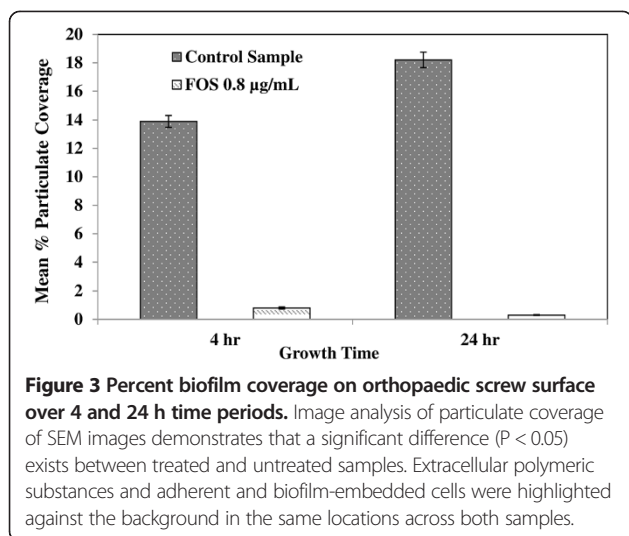 20
18
16
14
12
10
8
6
4
2
0
Mean % Particulate Coverage
Control Sample
FOS 0.8 µg/mL
4 hr
24 hr
Growth Time
Figure 3 Percent biofilm coverage on orthopaedic screw surface
over 4 and 24 h time periods. Image analysis of particulate coverage
of SEM images demonstrates that a significant difference (P < 0.05)
exists between treated and untreated samples. Extracellular polymeric
substances and adherent and biofilm-embedded cells were highlighted
against the background in the same locations across both samples.